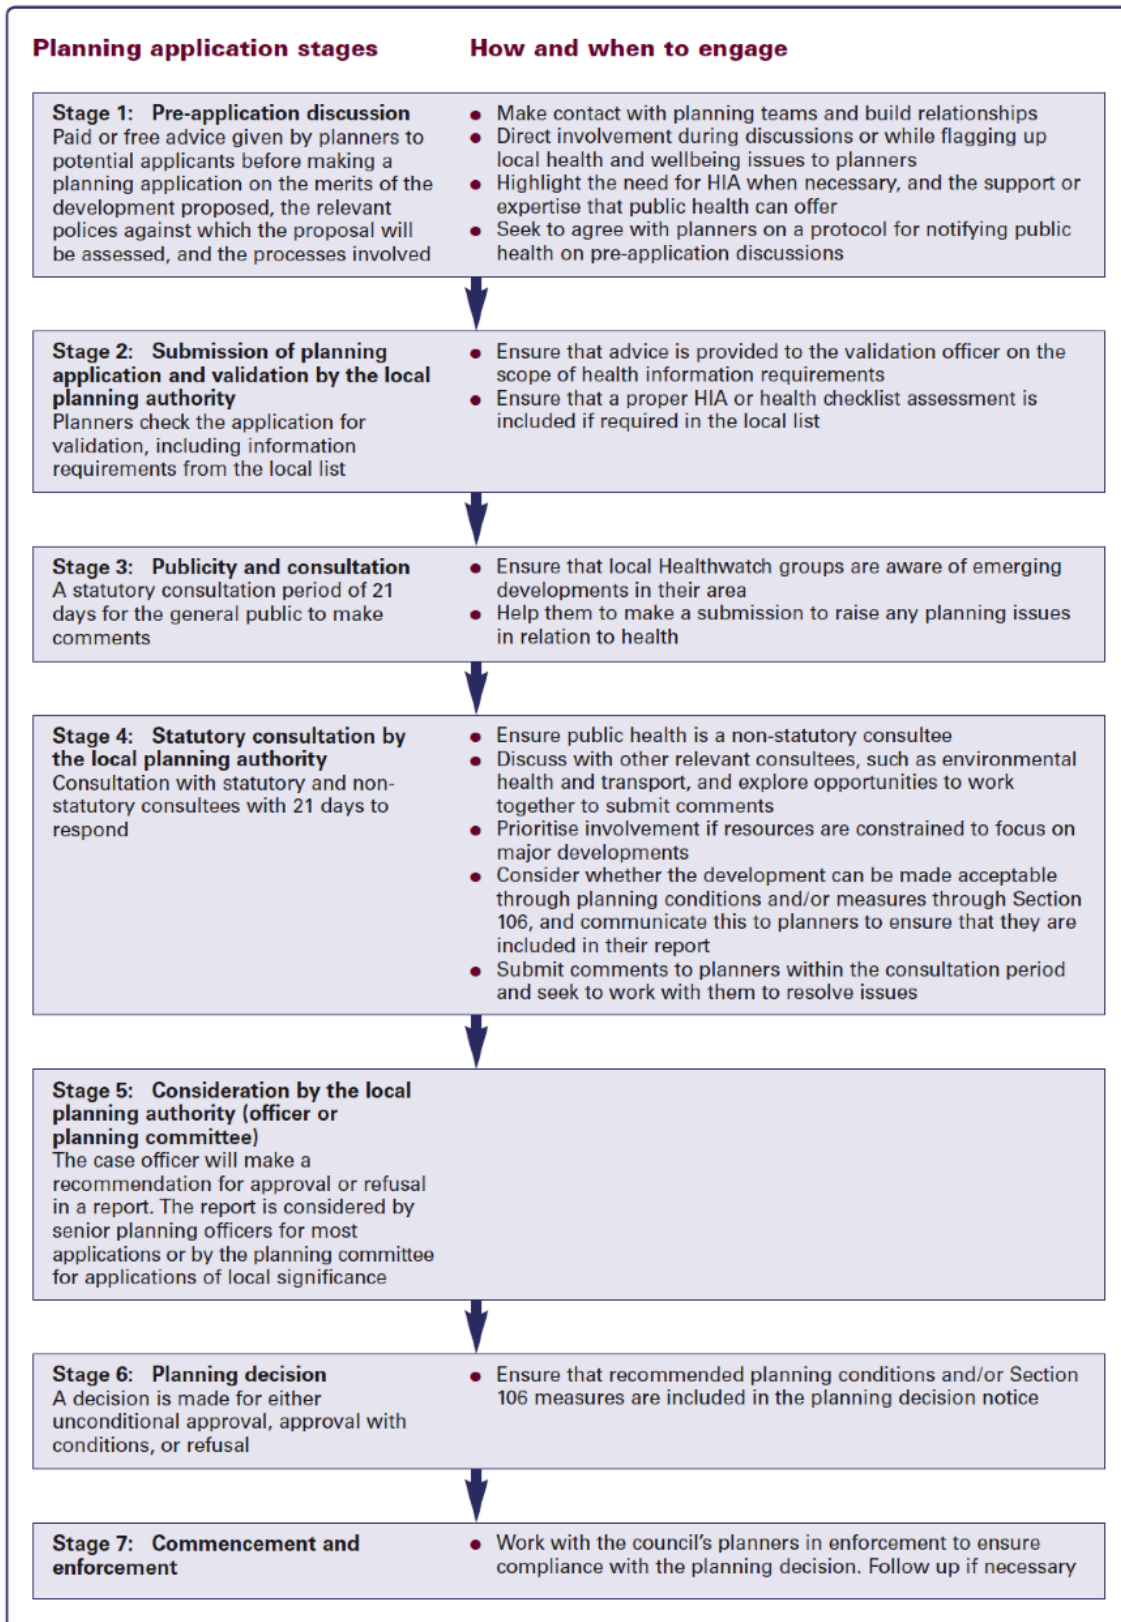 Planning application stages
How and when to engage
Stage 1: Pre-application discussion
Paid or free advice given by planners to
potential applicants before making a
planning application on the merits of the
development proposed, the relevant
polices against which the proposal will
be assessed, and the processes involved
● Make contact with planning teams and build relationships
● Direct involvement during discussions or while flagging up
local health and wellbeing issues to planners
● Highlight the need for HIA when necessary, and the support or
expertise that public health can offer
● Seek to agree with planners on a protocol for notifying public
health on pre-application discussions
Stage 2: Submission of planning
application and validation by the local
planning authority
Planners check the application for
validation, including information
requirements from the local list
● Ensure that advice is provided to the validation officer on the
scope of health information requirements
● Ensure that a proper HIA or health checklist assessment is
included if required in the local list
Stage 3: Publicity and consultation
A statutory consultation period of 21
days for the general public to make
comments
● Ensure that local Healthwatch groups are aware of emerging
developments in their area
● Help them to make a submission to raise any planning issues
in relation to health
Stage 4: Statutory consultation by
the local planning authority
Consultation with statutory and non-
statutory consultees with 21 days to
respond
● Ensure public health is a non-statutory consultee
● Discuss with other relevant consultees, such as environmental
health and transport, and explore opportunities to work
together to submit comments
● Prioritise involvement if resources are constrained to focus on
major developments
● Consider whether the development can be made acceptable
through planning conditions and/or measures through Section
106, and communicate this to planners to ensure that they are
included in their report
● Submit comments to planners within the consultation period
and seek to work with them to resolve issues
Stage 5: Consideration by the local
planning authority (officer or
planning committee)
The case officer will make a
recommendation for approval or refusal
in a report. The report is considered by
senior planning officers for most
applications or by the planning committee
for applications of local significance
Stage 6: Planning decision
A decision is made for either
unconditional approval, approval with
conditions, or refusal
● Ensure that recommended planning conditions and/or Section
106 measures are included in the planning decision notice
Stage 7: Commencement and
enforcement
● Work with the council's planners in enforcement to ensure
compliance with the planning decision. Follow up if necessary